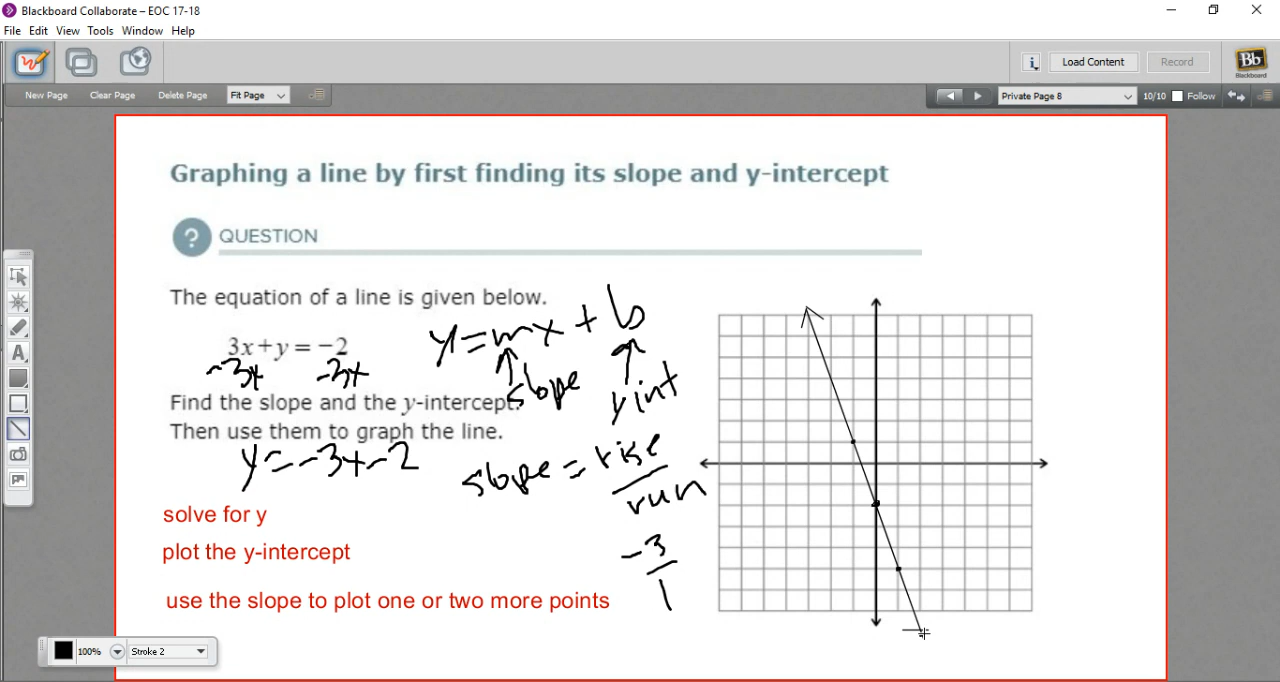 Blackboard Collaborate – EOC 17-18
File Edit View Tools Window Help
i Load Content Record Bb
Blackboard
New Page Clear Page Delete Page Fit Page Private Page 8 10/10 Follow
Graphing a line by first finding its slope and y-intercept
? QUESTION
The equation of a line is given below.
3x+y=−2
-3x -3x
y=mx+b
slope
y int
Find the slope and the y-intercept.
Then use them to graph the line.
y=-3x-2
slope = rise
run
-3
1
solve for y
plot the y-intercept
use the slope to plot one or two more points
100% Stroke 2